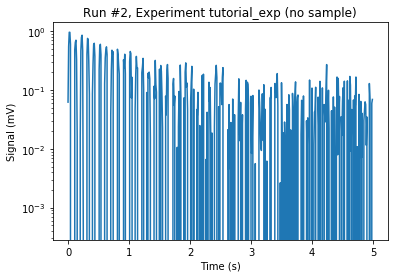 Run #2, Experiment tutorial_exp (no sample)
Signal (mV)
10⁰
10⁻¹
10⁻²
10⁻³
0 1 2 3 4 5
Time (s)